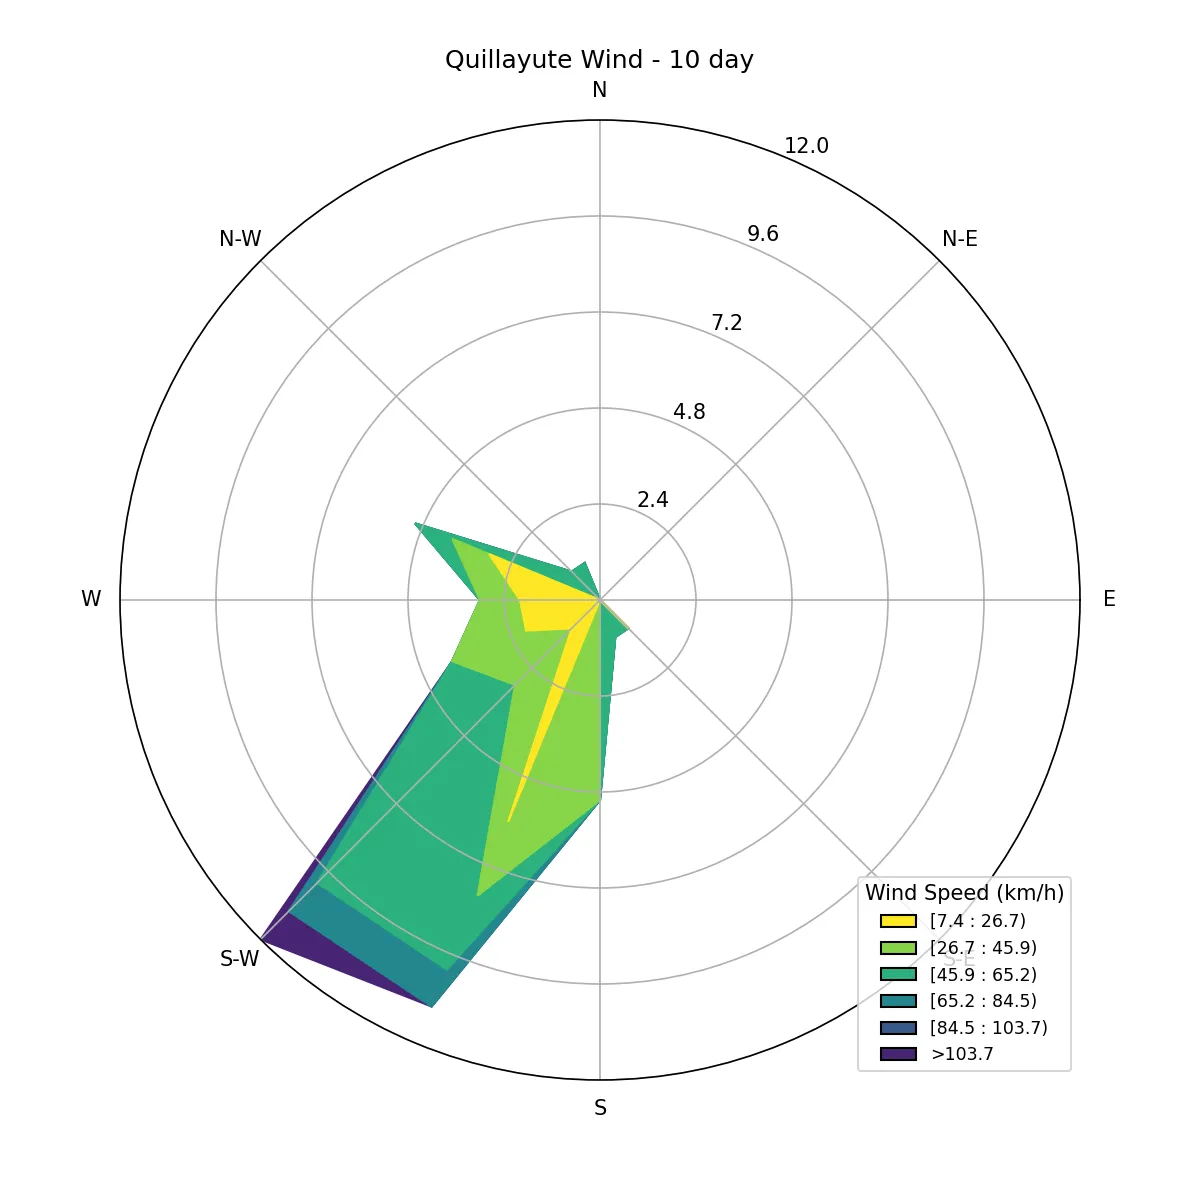 Quillayute Wind - 10 day
N
12.0
N-W
9.6
N-E
7.2
4.8
2.4
W
E
S-W
S-E
Wind Speed (km/h)
[7.4 : 26.7)
[26.7 : 45.9)
[45.9 : 65.2)
[65.2 : 84.5)
[84.5 : 103.7)
>103.7
S